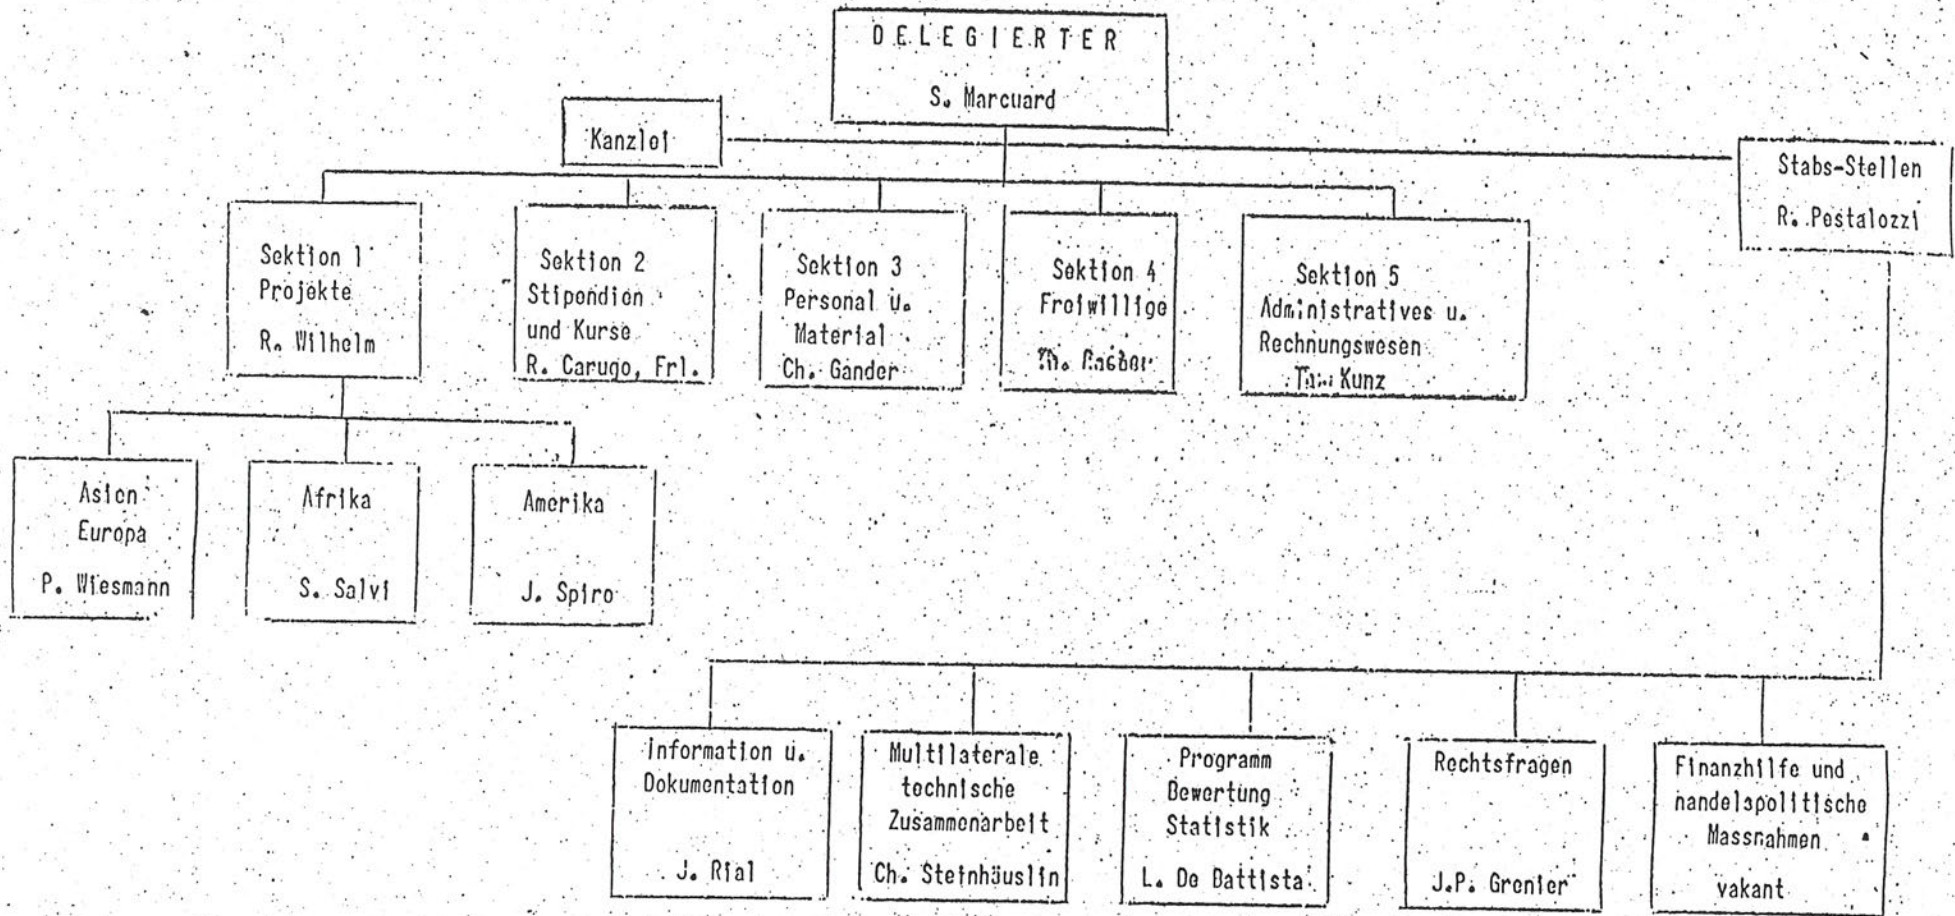 DELEGIERTER
S. Marcuard
Kanzlei
Stabs-Stellen
R. Pestalozzi
Sektion 1
Projekte
R. Wilhelm
Sektion 2
Stipendien
und Kurse
R. Carugo, Frl.
Sektion 3
Personal u.
Material
Ch. Gander
Sektion 4
Freiwillige
Sektion 5
Administratives u.
Rechnungswesen
Kunz
Asien
Europa
P. Wiesmann
Afrika
S. Salvi
Amerika
J. Spiro
Information u.
Dokumentation
J. Rial
Multilaterale
technische
Zusammenarbeit
Ch. Steinhäuslin
Programm
Bewertung
Statistik
L. De Battista
Rechtsfragen
J.P. Grenier
Finanzhilfe und
handelspolitische
Massnahmen
vakant